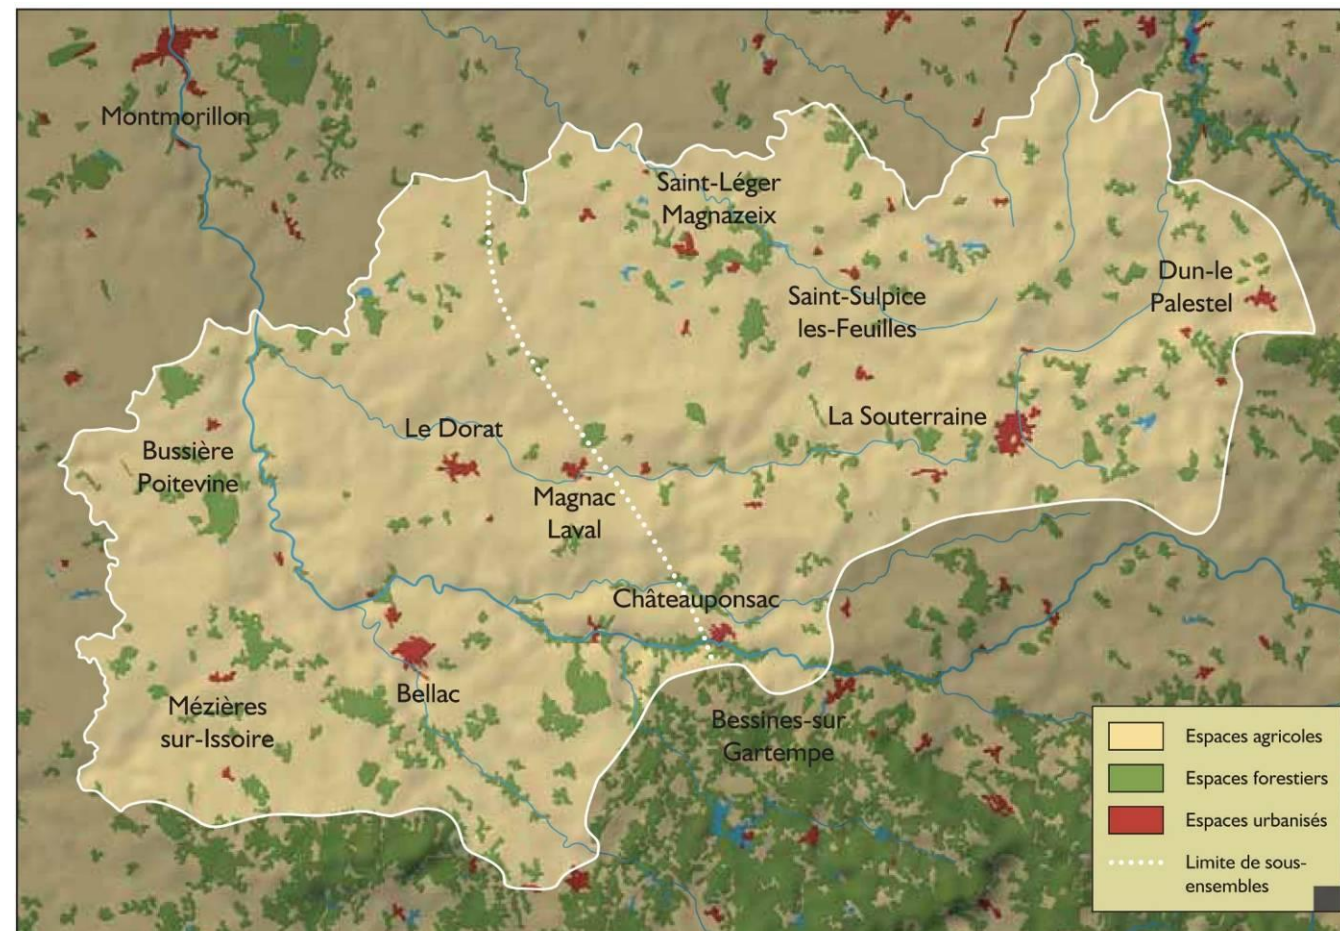 Montmorillon
Saint-Léger
Magnazeix
Dun-le
Palestel
Saint-Sulpice
les-Feuilles
La Souterraine
Le Dorat
Bussière
Poitevine
Magnac
Laval
Châteauponsac
Bellac
Mézières
sur-Issoire
Bessines-sur
Gartempe
Espaces agricoles
Espaces forestiers
Espaces urbanisés
Limite de sous-
ensembles